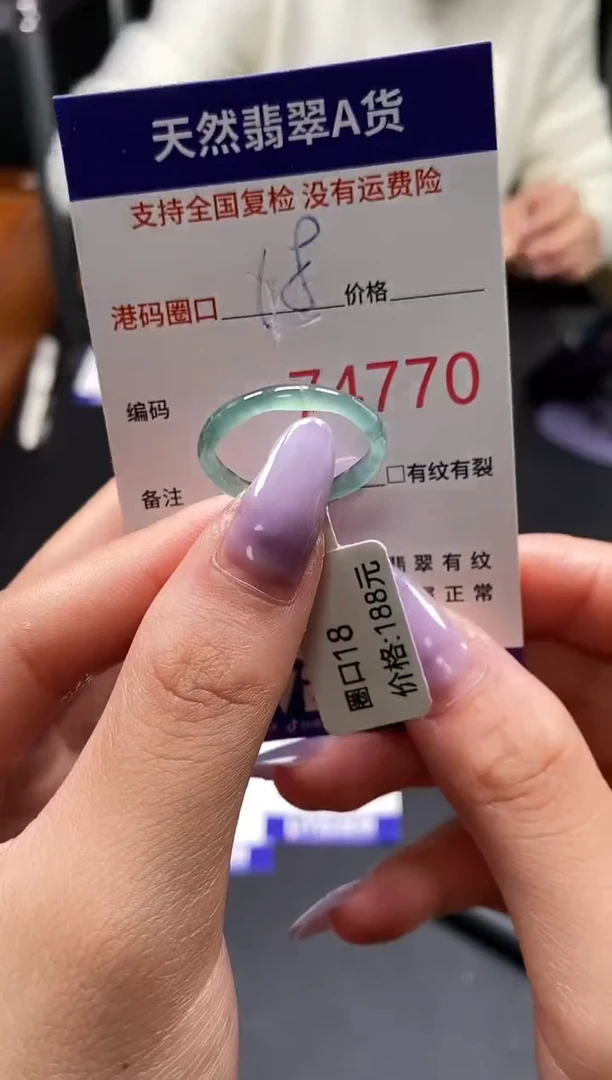 天然翡翠A货
支持全国复检 没有运费险
港码圈口 18 价格
编码 74770
备注 □有纹有裂
翡翠有纹
正常
圈口18
价格:188元